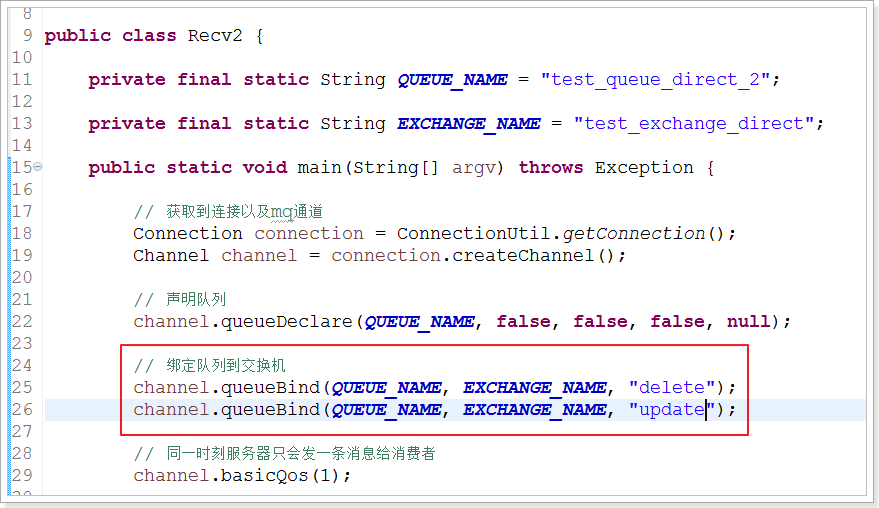 8
9 public class Recv2 {
10
11 private final static String QUEUE_NAME = "test_queue_direct_2";
12
13 private final static String EXCHANGE_NAME = "test_exchange_direct";
14
15 public static void main(String[] argv) throws Exception {
16
17 // 获取到连接以及mq通道
18 Connection connection = ConnectionUtil.getConnection();
19 Channel channel = connection.createChannel();
20
21 // 声明队列
22 channel.queueDeclare(QUEUE_NAME, false, false, false, null);
23
24 // 绑定队列到交换机
25 channel.queueBind(QUEUE_NAME, EXCHANGE_NAME, "delete");
26 channel.queueBind(QUEUE_NAME, EXCHANGE_NAME, "update");
27
28 // 同一时刻服务器只会发一条消息给消费者
29 channel.basicQos(1);